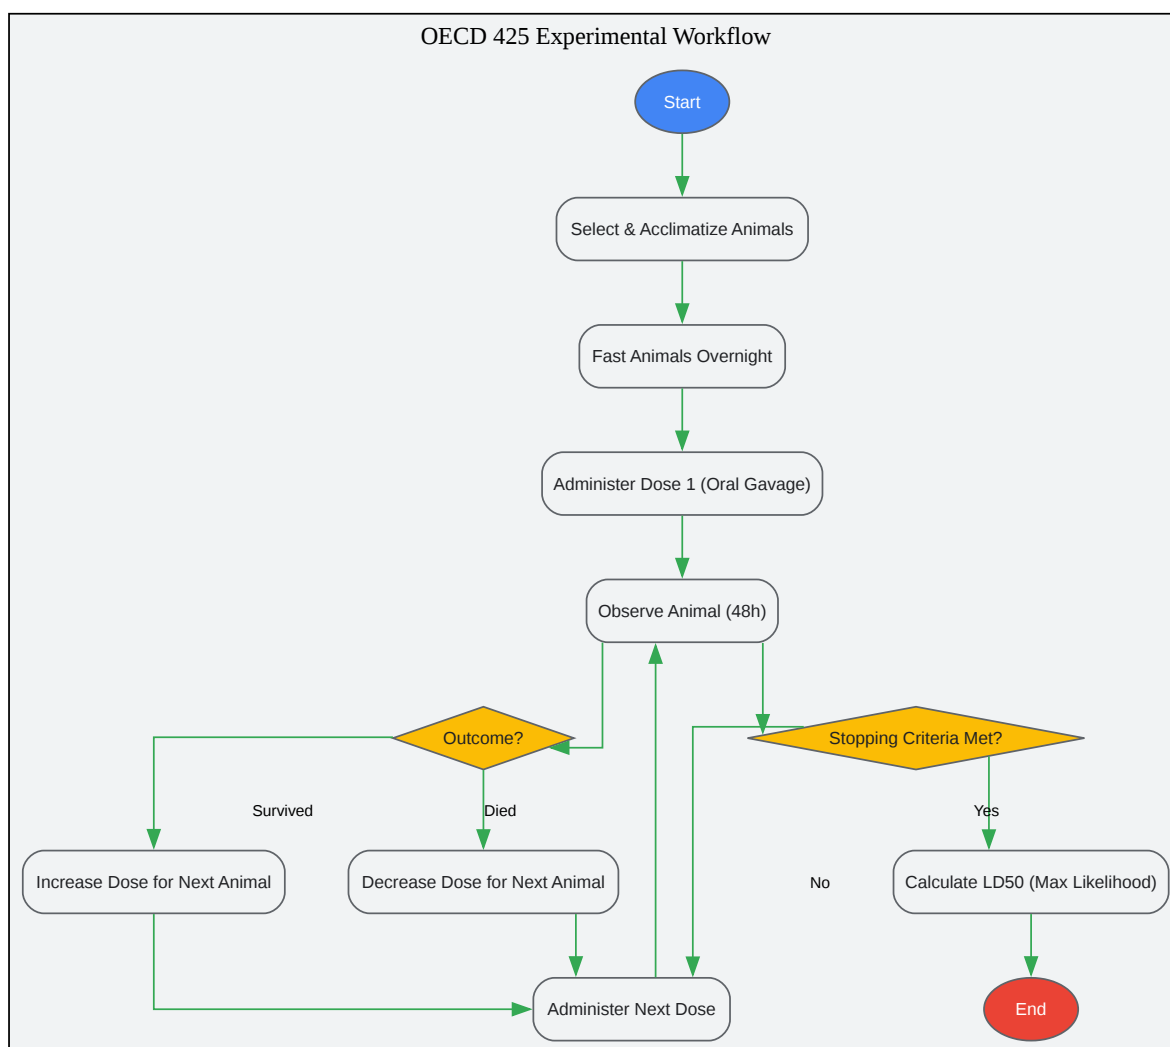 OECD 425 Experimental Workflow
Start
Select & Acclimatize Animals
Fast Animals Overnight
Administer Dose 1 (Oral Gavage)
Observe Animal (48h)
Outcome?
Stopping Criteria Met?
Survived
Died
Yes
Increase Dose for Next Animal
Decrease Dose for Next Animal
No
Calculate LD50 (Max Likelihood)
Administer Next Dose
End